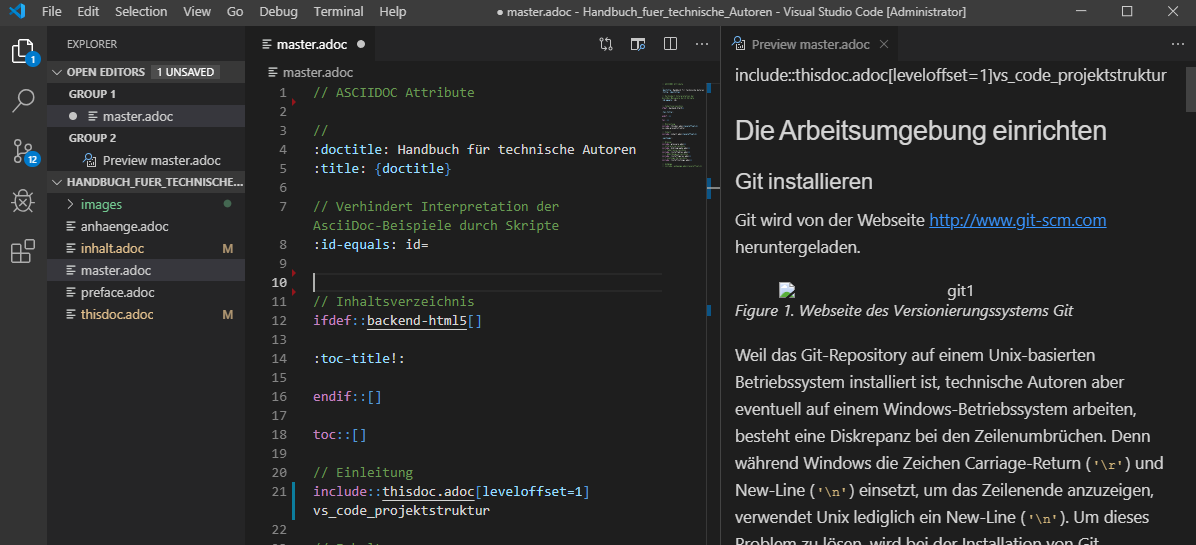 File Edit Selection View Go Debug Terminal Help ● master.adoc - Handbuch_fuer_technische_Autoren - Visual Studio Code [Administrator]
EXPLORER
OPEN EDITORS 1 UNSAVED
GROUP 1
master.adoc
GROUP 2
Preview master.adoc
HANDBUCH_FUER_TECHNISCHE...
images
anhaenge.adoc
inhalt.adoc M
master.adoc
preface.adoc
thisdoc.adoc M
1
12
master.adoc
master.adoc
1 // ASCIIDOC Attribute
2
3 //
4 :doctitle: Handbuch für technische Autoren
5 :title: {doctitle}
6
7 // Verhindert Interpretation der
AsciiDoc-Beispiele durch Skripte
8 :id-equals: id=
9
10
11 // Inhaltsverzeichnis
12 ifdef::backend-html5[]
13
14 :toc-title!:
15
16 endif::[]
17
18 toc::[]
19
20 // Einleitung
21 include::thisdoc.adoc[leveloffset=1]
vs_code_projektstruktur
22
Preview master.adoc
include::thisdoc.adoc[leveloffset=1]vs_code_projektstruktur
Die Arbeitsumgebung einrichten
Git installieren
Git wird von der Webseite http://www.git-scm.com
heruntergeladen.
git1
Figure 1. Webseite des Versionierungssystems Git
Weil das Git-Repository auf einem Unix-basierten
Betriebssystem installiert ist, technische Autoren aber
eventuell auf einem Windows-Betriebssystem arbeiten,
besteht eine Diskrepanz bei den Zeilenumbrüchen. Denn
während Windows die Zeichen Carriage-Return ('\r') und
New-Line ('\n') einsetzt, um das Zeilenende anzuzeigen,
verwendet Unix lediglich ein New-Line ('\n'). Um dieses
Problem zu lösen, wird bei der Installation von Git